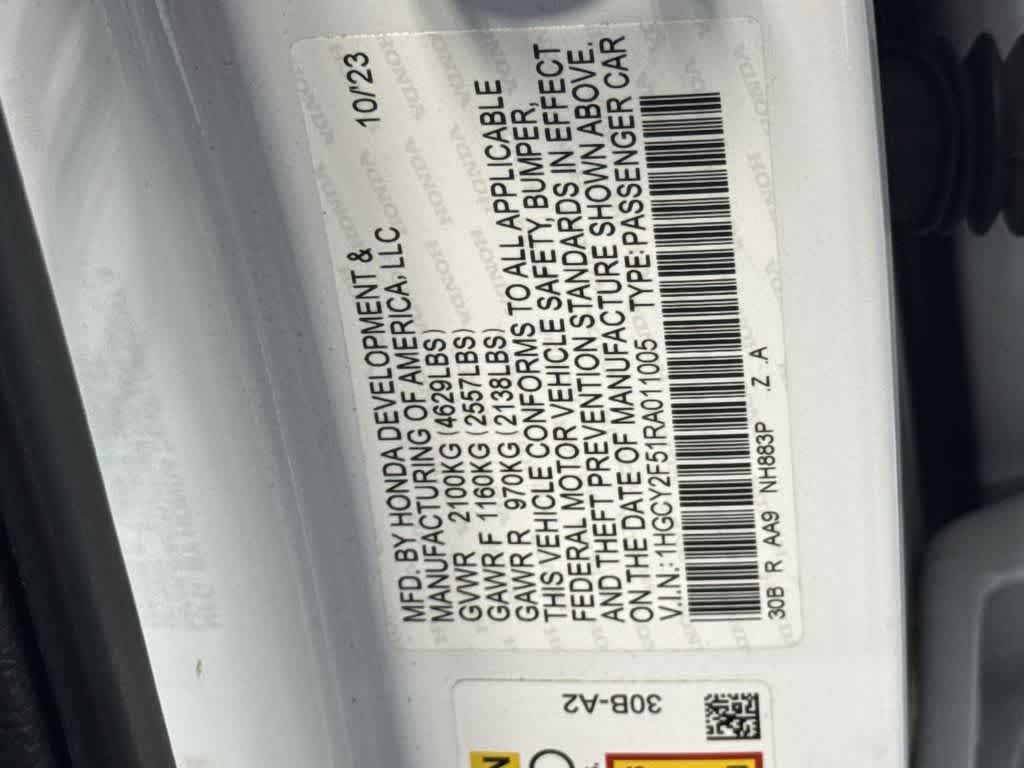 MFD. BY HONDA DEVELOPMENT & 10/'23
MANUFACTURING OF AMERICA, LLC
GVWR 2100KG (4629LBS)
GAWR F 1160KG (2557LBS)
GAWR R 970KG (2138LBS)
THIS VEHICLE CONFORMS TO ALL APPLICABLE
FEDERAL MOTOR VEHICLE SAFETY, BUMPER,
AND THEFT PREVENTION STANDARDS IN EFFECT
ON THE DATE OF MANUFACTURE SHOWN ABOVE.
V.I.N.: 1HGCY2F51RA011005 TYPE: PASSENGER CAR
30B R AA9 NH883P .Z .A
30B-A2